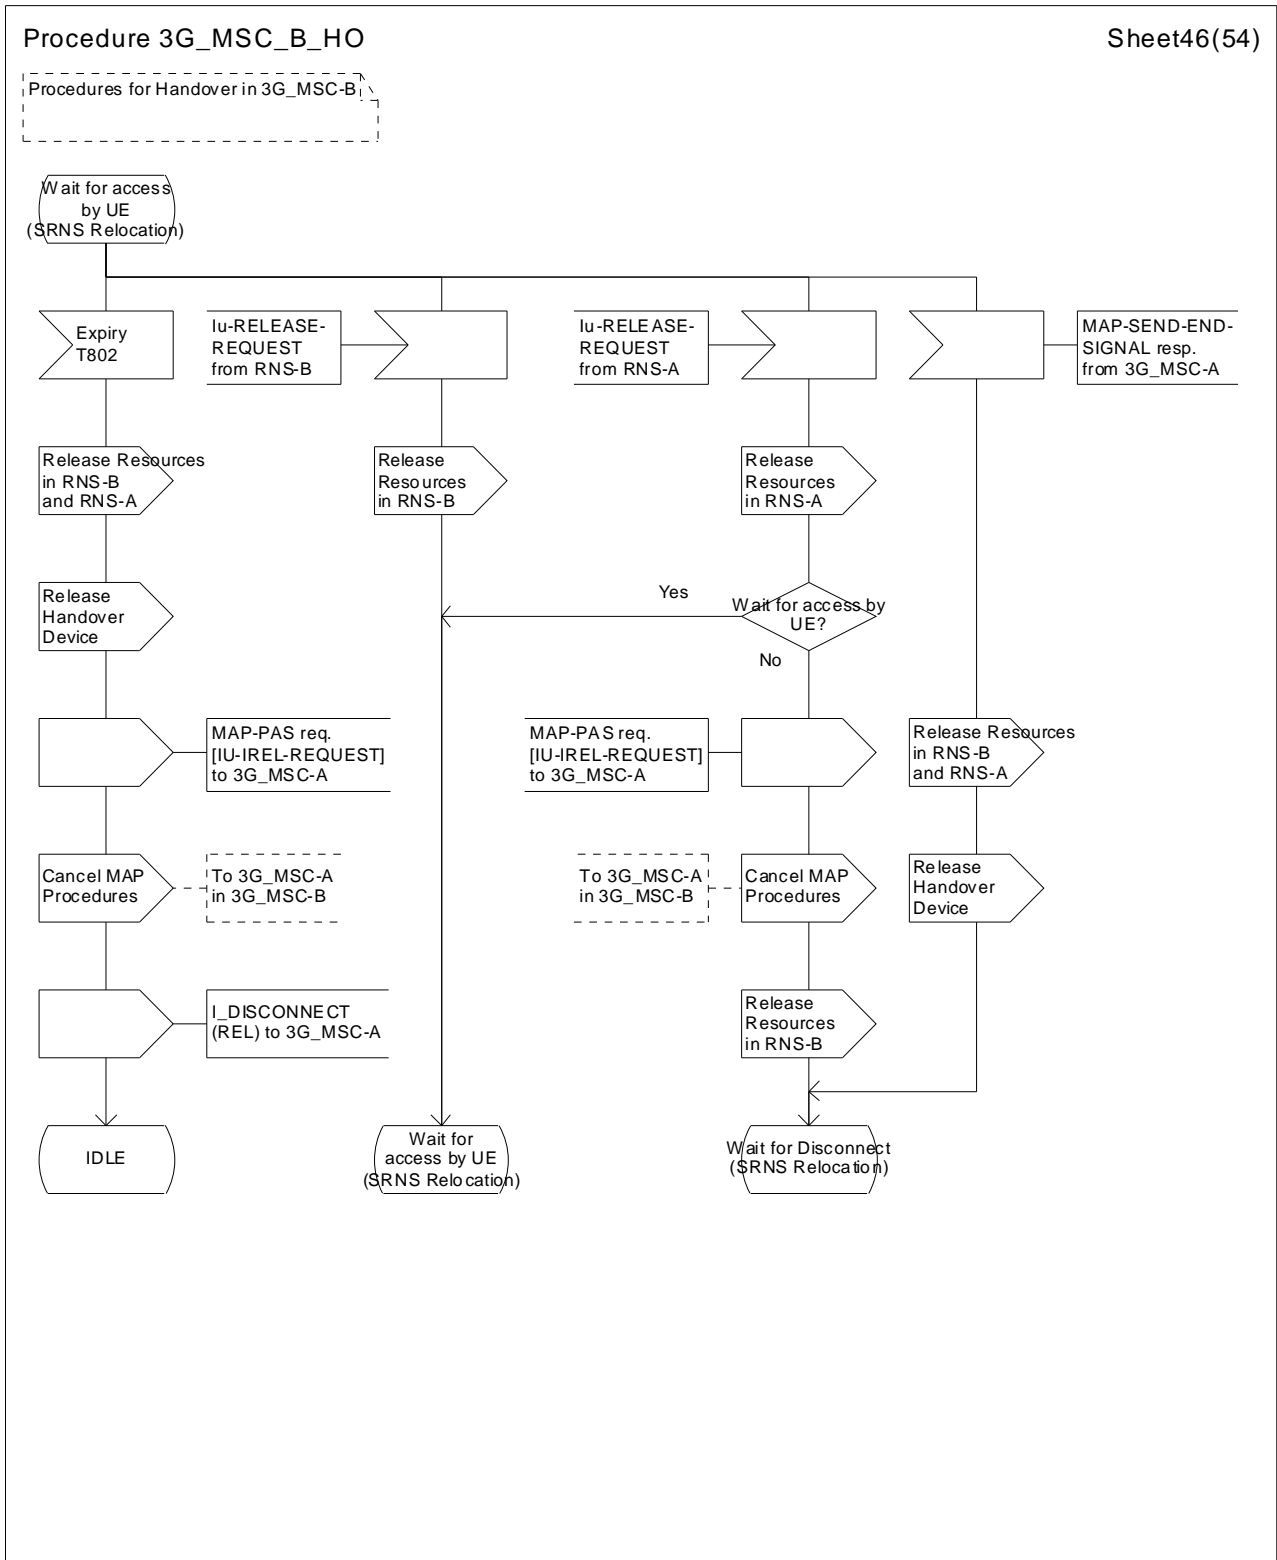 Procedure 3G_MSC_B_HO
Sheet46(54)
Procedures for Handover in 3G_MSC-B
Wait for access
by UE
(SRNS Relocation)
Expiry
T802
Iu-RELEASE-
REQUEST
from RNS-B
Iu-RELEASE-
REQUEST
from RNS-A
MAP-SEND-END-
SIGNAL resp.
from 3G_MSC-A
Release Resources
in RNS-B
and RNS-A
Release
Resources
in RNS-B
Release
Resources
in RNS-A
Release
Handover
Device
Yes
Wait for access by
UE?
No
MAP-PAS req.
[IU-IREL-REQUEST]
to 3G_MSC-A
MAP-PAS req.
[IU-IREL-REQUEST]
to 3G_MSC-A
Release Resources
in RNS-B
and RNS-A
Cancel MAP
Procedures
To 3G_MSC-A
in 3G_MSC-B
To 3G_MSC-A
in 3G_MSC-B
Cancel MAP
Procedures
Release
Handover
Device
I_DISCONNECT
(REL) to 3G_MSC-A
Release
Resources
in RNS-B
IDLE
Wait for
access by UE
(SRNS Relocation)
Wait for Disconnect
(SRNS Relocation)